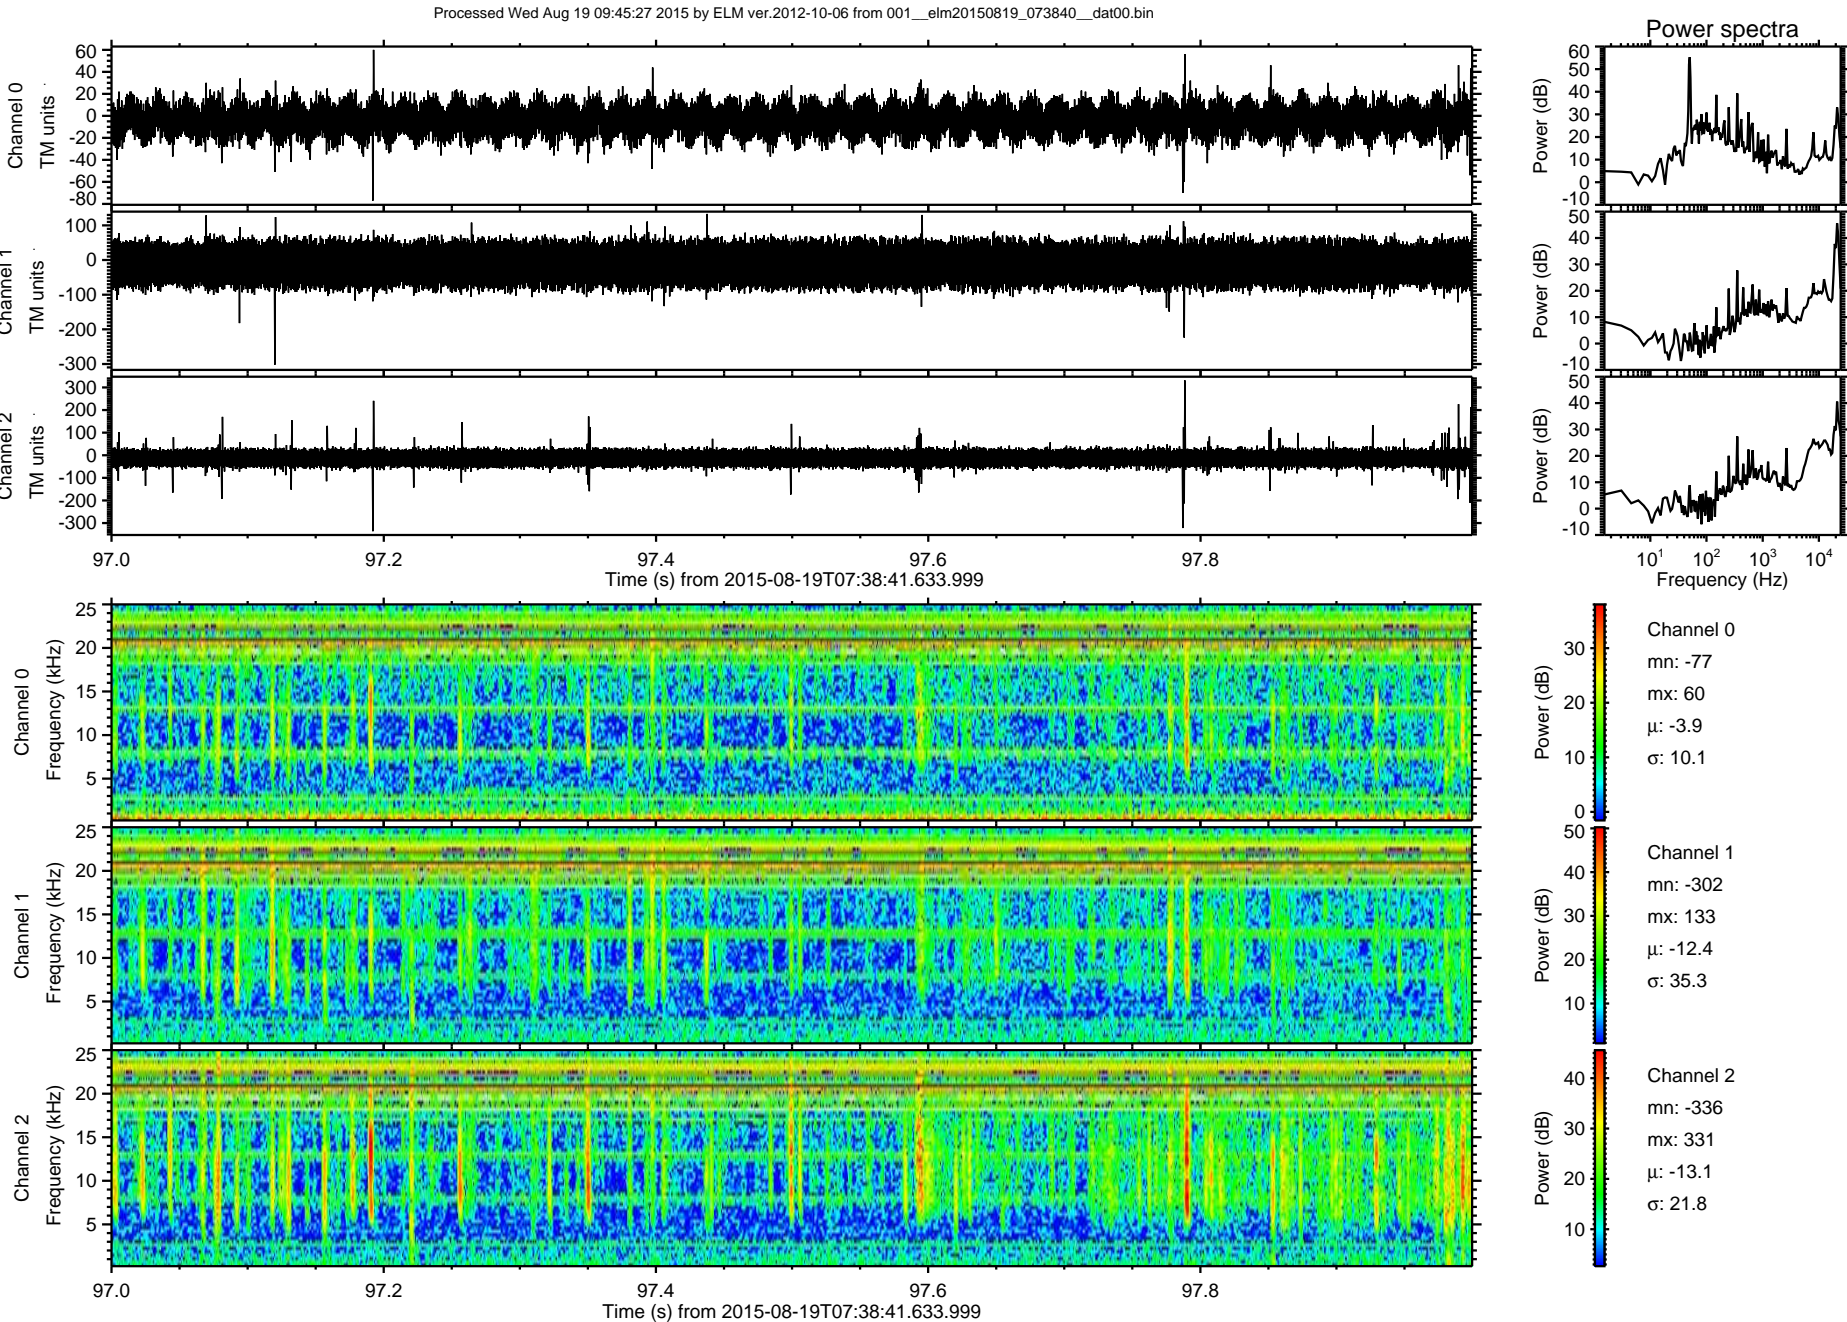 Processed Wed Aug 19 09:45:27 2015 by ELM ver.2012-10-06 from 001__elm20150819_073840__dat00.bin
Power spectra
Channel 0
TM units
60
40
20
0
-20
-40
-60
-80
Power (dB)
60
50
40
30
20
10
0
-10
Channel 1
TM units
100
0
-100
-200
-300
Power (dB)
50
40
30
20
10
0
-10
Channel 2
TM units
300
200
100
0
-100
-200
-300
Power (dB)
50
40
30
20
10
0
-10
97.0 97.2 97.4 97.6 97.8
Time (s) from 2015-08-19T07:38:41.633.999
10¹ 10² 10³ 10⁴
Frequency (Hz)
Channel 0
Frequency (kHz)
25
20
15
10
5
Power (dB)
30
20
10
0
Channel 0
mn: -77
mx: 60
μ: -3.9
σ: 10.1
Channel 1
Frequency (kHz)
25
20
15
10
5
Power (dB)
50
40
30
20
10
Channel 1
mn: -302
mx: 133
μ: -12.4
σ: 35.3
Channel 2
Frequency (kHz)
25
20
15
10
5
Power (dB)
40
30
20
10
Channel 2
mn: -336
mx: 331
μ: -13.1
σ: 21.8
97.0 97.2 97.4 97.6 97.8
Time (s) from 2015-08-19T07:38:41.633.999